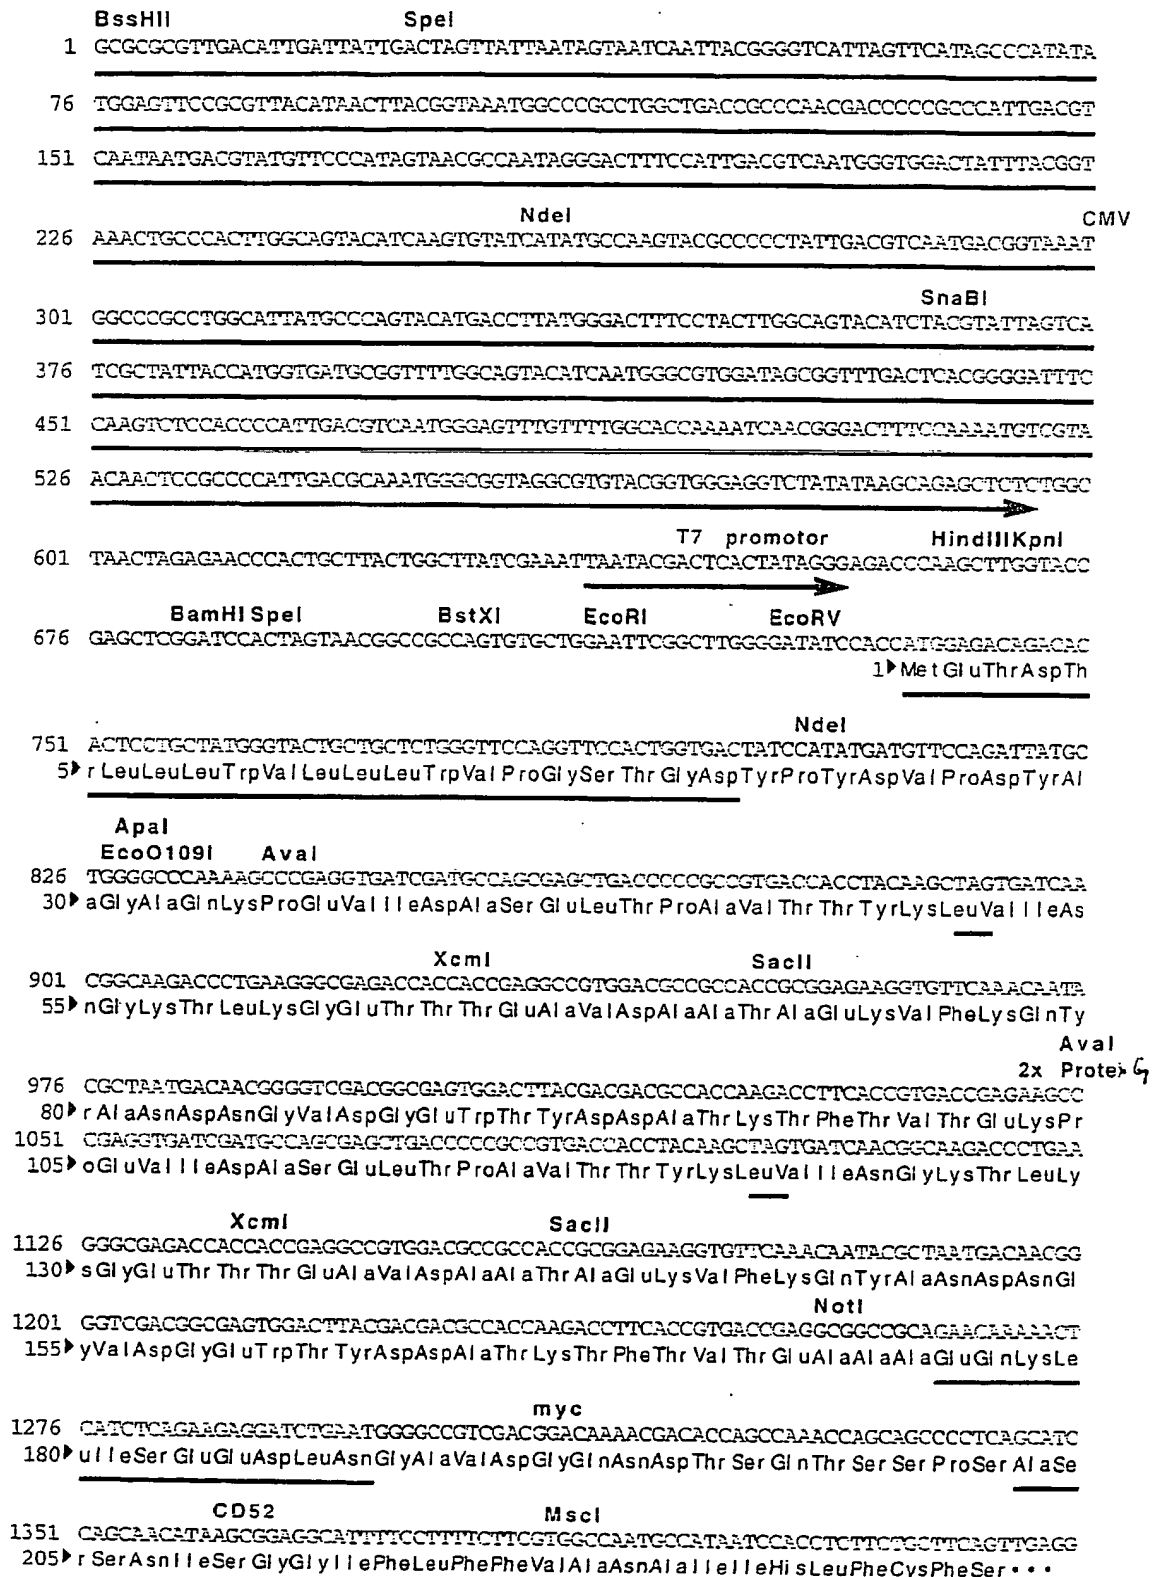 BssHII SpeI
1 GCGCGCGTTGACATTGATTATTGACTAGTTATTAATAGTAATCAATTACGGGGTCATTAGTTCATAGCCCATATA
76 TGGAGTTCCGCGTTACATAACTTACGGTAAATGGCCCGCCTGGCTGACCGCCCAACGACCCCCGCCCATTGACGT
151 CAATAATGACGTATGTTCCCATAGTAACGCCAATAGGGACTTTCCATTGACGTCAATGGGTGGACTATTTACGGT
NdeI CMV
226 AAACTGCCCACTTGGCAGTACATCAAGTGTATCATATGCCAAGTACGCCCCCTATTGACGTCAATGACGGTAAAT
SnaBI
301 GGCCCGCCTGGCATTATGCCCAGTACATGACCTTATGGGACTTTCCTACTTGGCAGTACATCTACGTATTAGTCA
376 TCGCTATTACCATGGTGATGCGGTTTTGGCAGTACATCAATGGGCGTGGATAGCGGTTTGACTCACGGGGATTTC
451 CAAGTCTCCACCCCATTGACGTCAATGGGAGTTTGTTTTGGCACCAAAATCAACGGGACTTTCCAAAATGTCGTA
526 ACAACTCCGCCCCATTGACGCAAATGGGCGGTAGGCGTGTACGGTGGGAGGTCTATATAAGCAGAGCTCTCTGGC
T7 promotor HindIIIKpnI
601 TAACTAGAGAACCCACTGCTTACTGGCTTATCGAAATTAATACGACTCACTATAGGGAGACCCAAGCTTGGTACC
BamHI SpeI BstXI EcoRI EcoRV
676 GAGCTCGGATCCACTAGTAACGGCCGCCAGTGTGCTGGAATTCGGCTTGGGGATATCCACCATGGAGACAGACAC
1▶MetGluThrAspTh
NdeI
751 ACTCCTGCTATGGGTACTGCTGCTCTGGGTTCCAGGTTCCACTGGTGACTATCCATATGATGTTCCAGATTATGC
5▶rLeuLeuLeuTrpValLeuLeuLeuTrpValProGlySerThrGlyAspTyrProTyrAspValProAspTyrAl
ApaI
EcoO109I AvaI
826 TGGGGCCCAAAAGCCCGAGGTGATCGATGCCAGCGAGCTGACCCCCGCCGTGACCACCTACAAGCTAGTGATCAA
30▶aGlyAlaGlnLysProGluValIleAspAlaSerGluLeuThrProAlaValThrThrTyrLysLeuValIleAs
XcmI SacII
901 CGGCAAGACCCTGAAGGGCGAGACCACCACCGAGGCCGTGGACGCCGCCACCGCGGAGAAGGTGTTCAAACAATA
55▶nGlyLysThrLeuLysGlyGluThrThrThrGluAlaValAspAlaAlaThrAlaGluLysValPheLysGlnTy
AvaI
2x Protei G
976 CGCTAATGACAACGGGGTCGACGGCGAGTGGACTTACGACGACGCCACCAAGACCTTCACCGTGACCGAGAAGCC
80▶rAlaAsnAspAsnGlyValAspGlyGluTrpThrTyrAspAspAlaThrLysThrPheThrValThrGluLysPr
1051 CGAGGTGATCGATGCCAGCGAGCTGACCCCCGCCGTGACCACCTACAAGCTAGTGATCAACGGCAAGACCCTGAA
105▶oGluValIleAspAlaSerGluLeuThrProAlaValThrThrTyrLysLeuValIleAsnGlyLysThrLeuLy
XcmI SacII
1126 GGGCGAGACCACCACCGAGGCCGTGGACGCCGCCACCGCGGAGAAGGTGTTCAAACAATACGCTAATGACAACGG
130▶sGlyGluThrThrThrGluAlaValAspAlaAlaThrAlaGluLysValPheLysGlnTyrAlaAsnAspAsnGl
NotI
1201 GGTCGACGGCGAGTGGACTTACGACGACGCCACCAAGACCTTCACCGTGACCGAGGCGGCCGCAGAACAAAAACT
155▶yValAspGlyGluTrpThrTyrAspAspAlaThrLysThrPheThrValThrGluAlaAlaAlaGluGlnLysLe
myc
1276 CATCTCAGAAGAGGATCTGAATGGGGCCGTCGACGGACAAAACGACACCAGCCAAACCAGCAGCCCCTCAGCATC
180▶uIleSerGluGluAspLeuAsnGlyAlaValAspGlyGlnAsnAspThrSerGlnThrSerSerProSerAlaSe
CD52 MscI
1351 CAGCAACATAAGCGGAGGCATTTTCCTTTTCTTCGTGGCCAATGCCATAATCCACCTCTTCTGCTTCAGTTGAGG
205▶rSerAsnIleSerGlyGlyIlePheLeuPhePheValAlaAsnAlaIleIleHisLeuPheCysPheSer•••